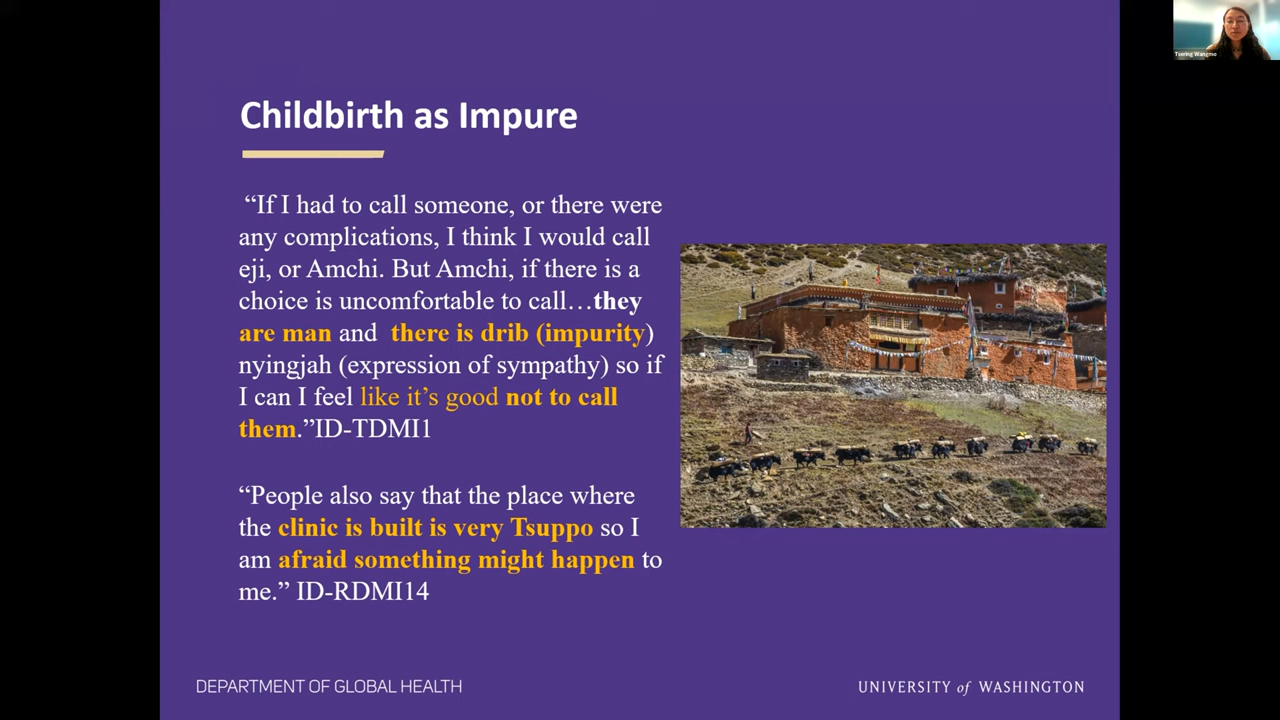 Tsering Wangmo
Childbirth as Impure
“If I had to call someone, or there were
any complications, I think I would call
eji, or Amchi. But Amchi, if there is a
choice is uncomfortable to call…they
are man and there is drib (impurity)
nyingjah (expression of sympathy) so if
I can I feel like it’s good not to call
them.”ID-TDMI1
“People also say that the place where
the clinic is built is very Tsuppo so I
am afraid something might happen to
me.” ID-RDMI14
DEPARTMENT OF GLOBAL HEALTH
UNIVERSITY of WASHINGTON